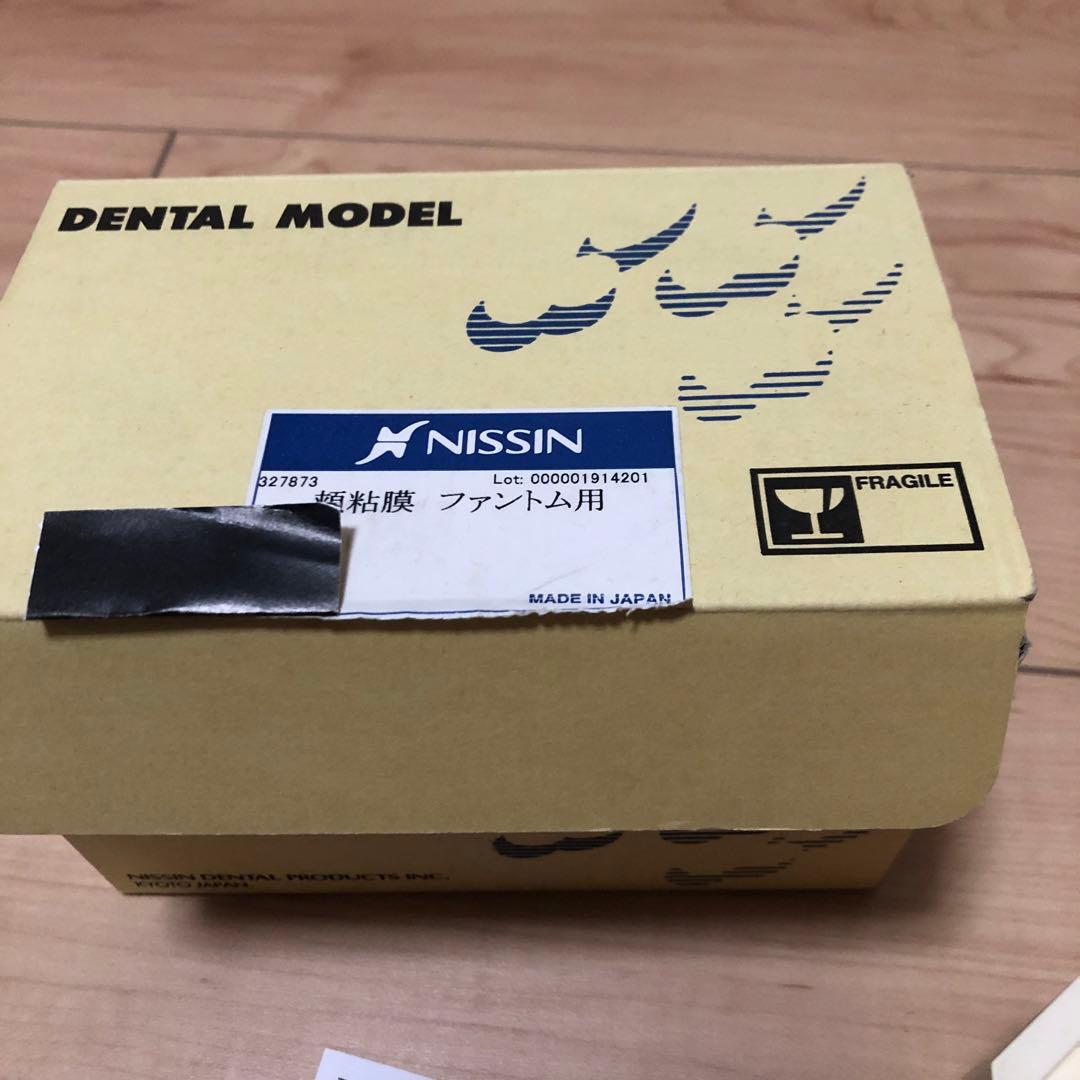 DENTAL MODEL
NISSIN
327873 Lot: 000001914201
頬粘膜 ファントム用
MADE IN JAPAN
FRAGILE
NISSIN DENTAL PRODUCTS INC.
KYOTO JAPAN